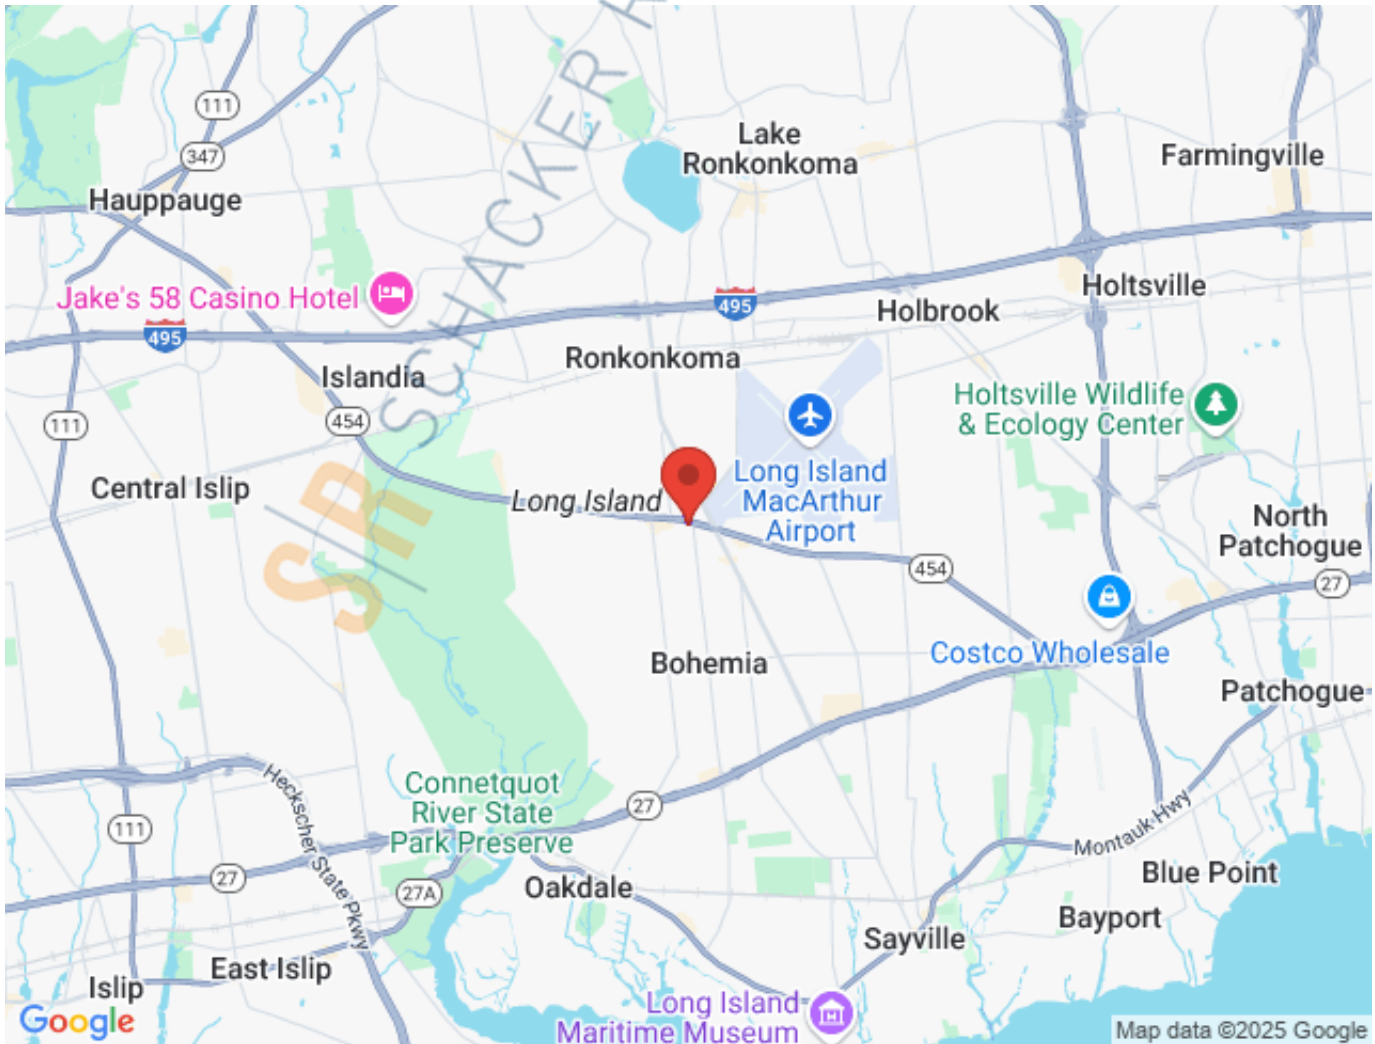 SIR
SCHACKER R
111
347
Lake
Ronkonkoma
Farmingville
Hauppauge
Jake's 58 Casino Hotel
495
495
Holtsville
Holbrook
Ronkonkoma
Islandia
454
111
Holtsville Wildlife
& Ecology Center
Central Islip
Long Island
Long Island
MacArthur
Airport
North
Patchogue
454
27
Bohemia
Costco Wholesale
Patchogue
Heckscher State Pkwy
Connetquot
River State
Park Preserve
27
111
27
27A
Oakdale
Montauk Hwy
Blue Point
Bayport
Sayville
East Islip
Islip
Long Island
Maritime Museum
Google
Map data ©2025 Google